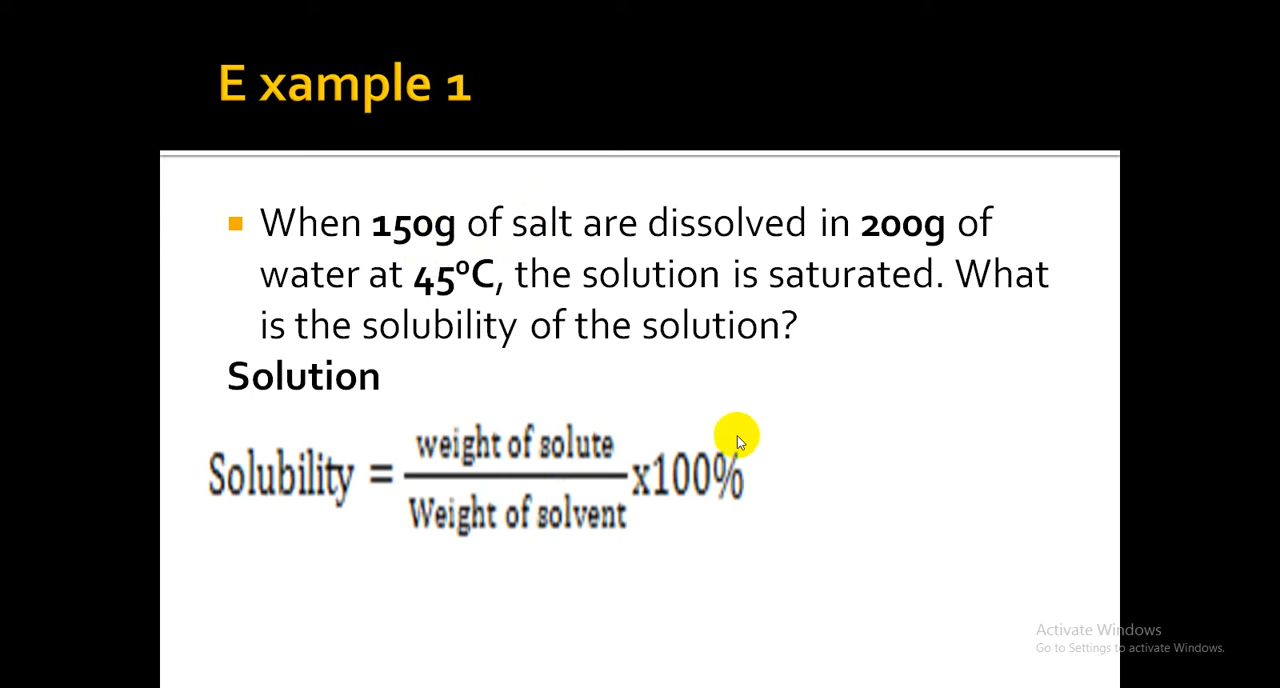 E xample 1
When 150g of salt are dissolved in 200g of
water at 45⁰C, the solution is saturated. What
is the solubility of the solution?
Solution
Solubility = weight of solute / Weight of solvent x100%
Activate Windows
Go to Settings to activate Windows.